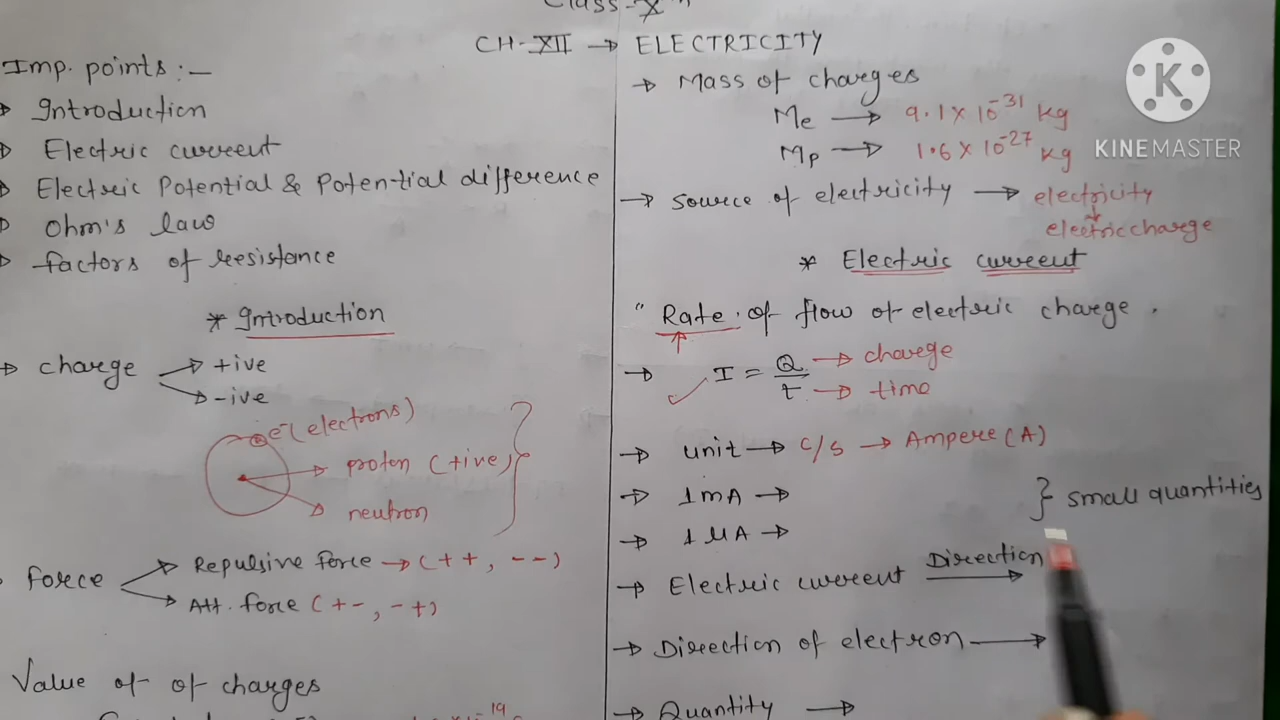 Class-Xth
CH-XII → ELECTRICITY
Imp. points :-
Introduction
Electric current
Electric Potential & Potential difference
Ohm's law
factors of resistance
* Introduction
→ charge → +ive
→ -ive
e⁻ (electrons)
→ proton (+ive)
→ neutron
force → Repulsive force → (++, --)
→ Att. force (+-, -+)
Value of of charges
→ Mass of charges
Me → 9.1 x 10⁻³¹ kg
Mp → 1.6 x 10⁻²⁷ kg
→ source of electricity → electricity
↓
electric charge
* Electric current
" Rate. of flow of electric charge .
→ I = Q/t → charge
→ time
→ unit → C/S → Ampere (A)
→ 1mA →
→ 1 μA →
} small quantities
→ Electric current Direction →
→ Direction of electron →
→ Quantity →
K
KINEMASTER